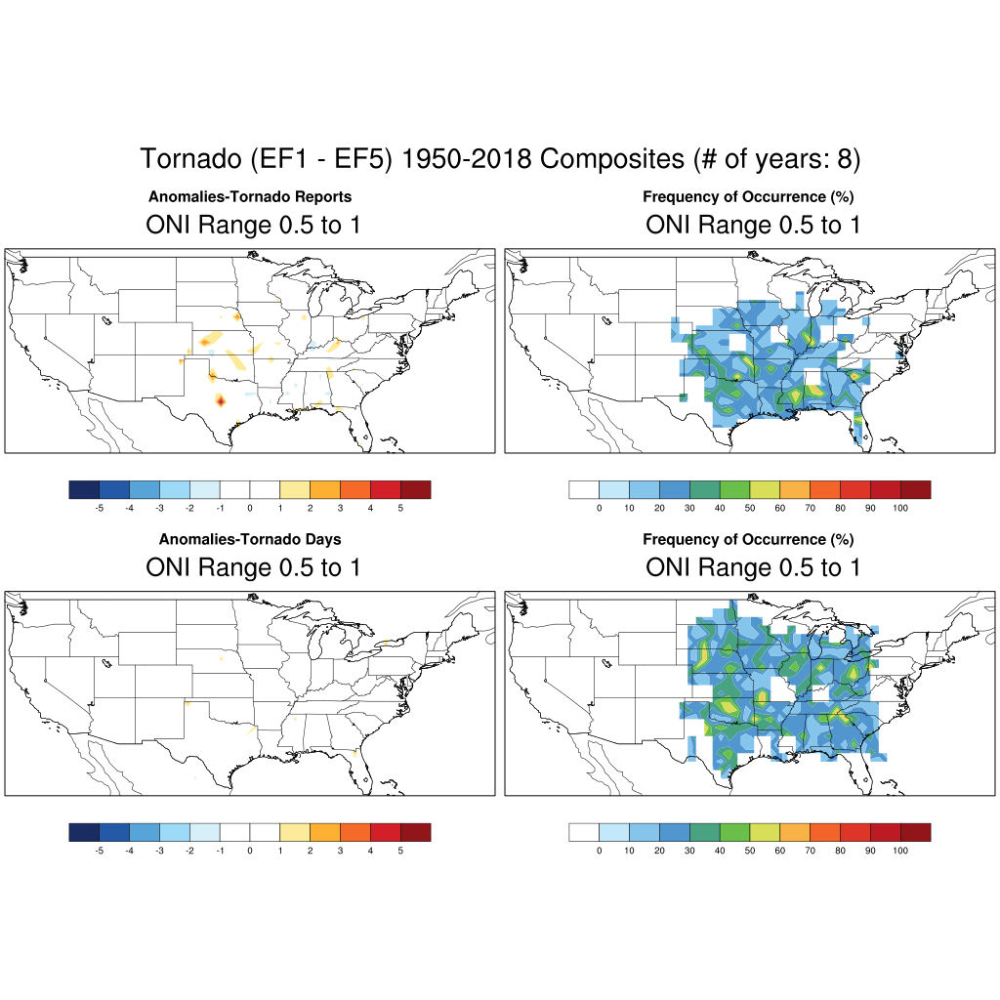 Tornado (EF1 - EF5) 1950-2018 Composites (# of years: 8)
Anomalies-Tornado Reports
ONI Range 0.5 to 1
Frequency of Occurrence (%)
ONI Range 0.5 to 1
-5 -4 -3 -2 -1 0 1 2 3 4 5
0 10 20 30 40 50 60 70 80 90 100
Anomalies-Tornado Days
ONI Range 0.5 to 1
Frequency of Occurrence (%)
ONI Range 0.5 to 1
-5 -4 -3 -2 -1 0 1 2 3 4 5
0 10 20 30 40 50 60 70 80 90 100